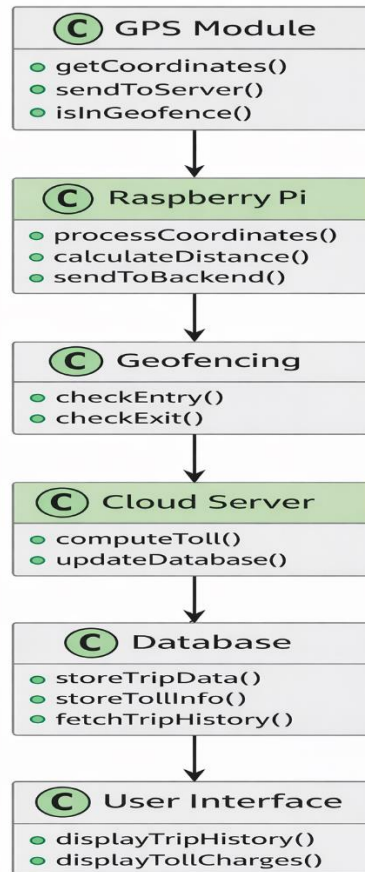 C GPS Module
getCoordinates()
sendToServer()
isInGeofence()
C Raspberry Pi
processCoordinates()
calculateDistance()
sendToBackend()
C Geofencing
checkEntry()
checkExit()
C Cloud Server
computeToll()
updateDatabase()
C Database
storeTripData()
storeTollInfo()
fetchTripHistory()
C User Interface
displayTripHistory()
displayTollCharges()